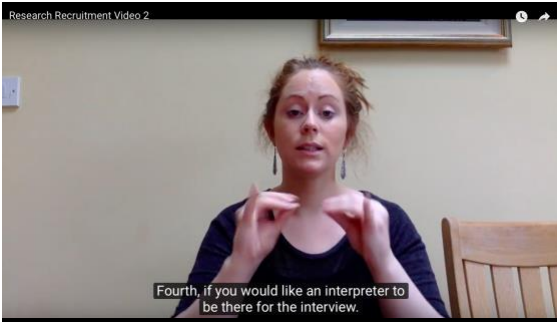 Research Recruitment Video 2
Fourth, if you would like an interpreter to
be there for the interview.